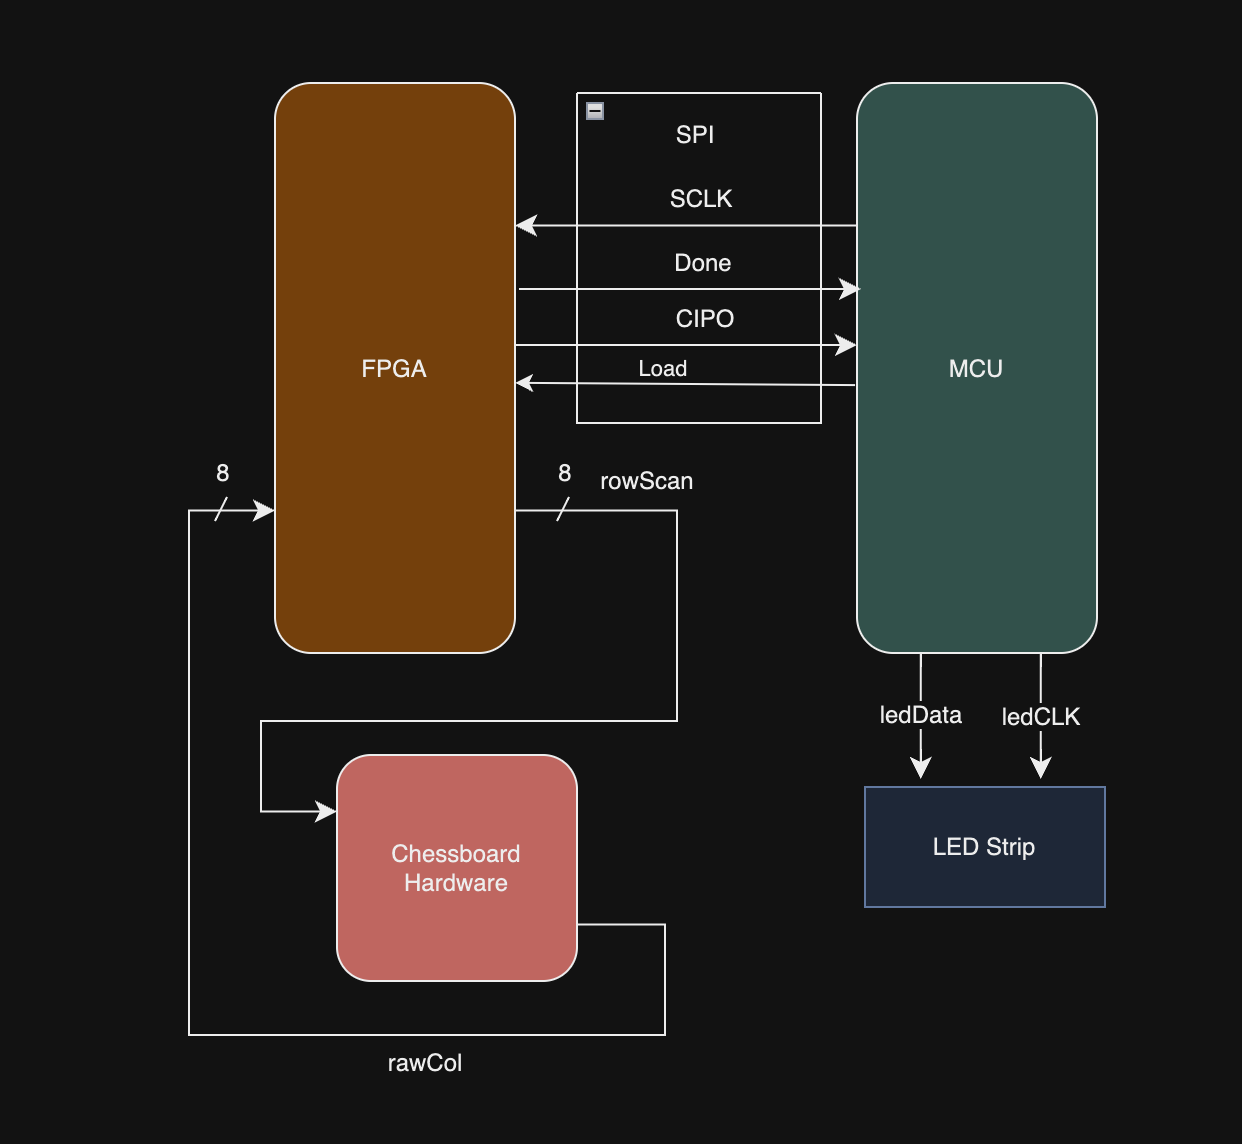 SPI
SCLK
Done
CIPO
Load
FPGA
MCU
8
8
rowScan
ledData
ledCLK
Chessboard
Hardware
LED Strip
rawCol